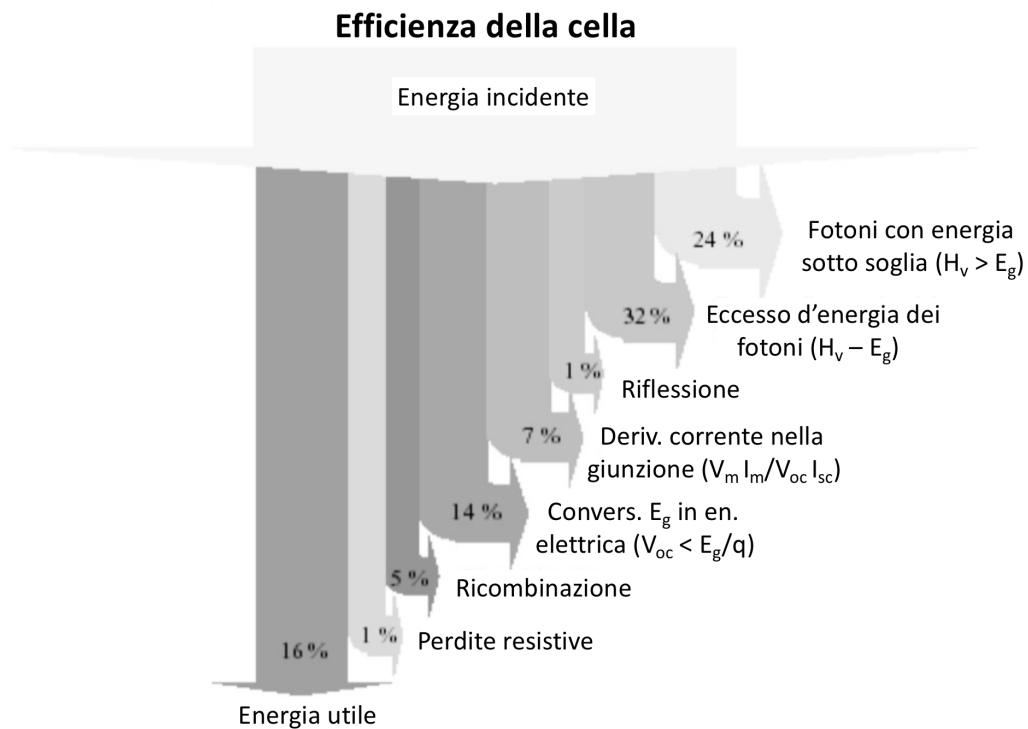 Efficienza della cella
Energia incidente
24 %
Fotoni con energia
sotto soglia (Hv > Eg)
32 %
Eccesso d’energia dei
fotoni (Hv – Eg)
1 %
Riflessione
7 %
Deriv. corrente nella
giunzione (Vm Im/Voc Isc)
14 %
Convers. Eg in en.
elettrica (Voc < Eg/q)
5 %
Ricombinazione
1 %
Perdite resistive
16 %
Energia utile